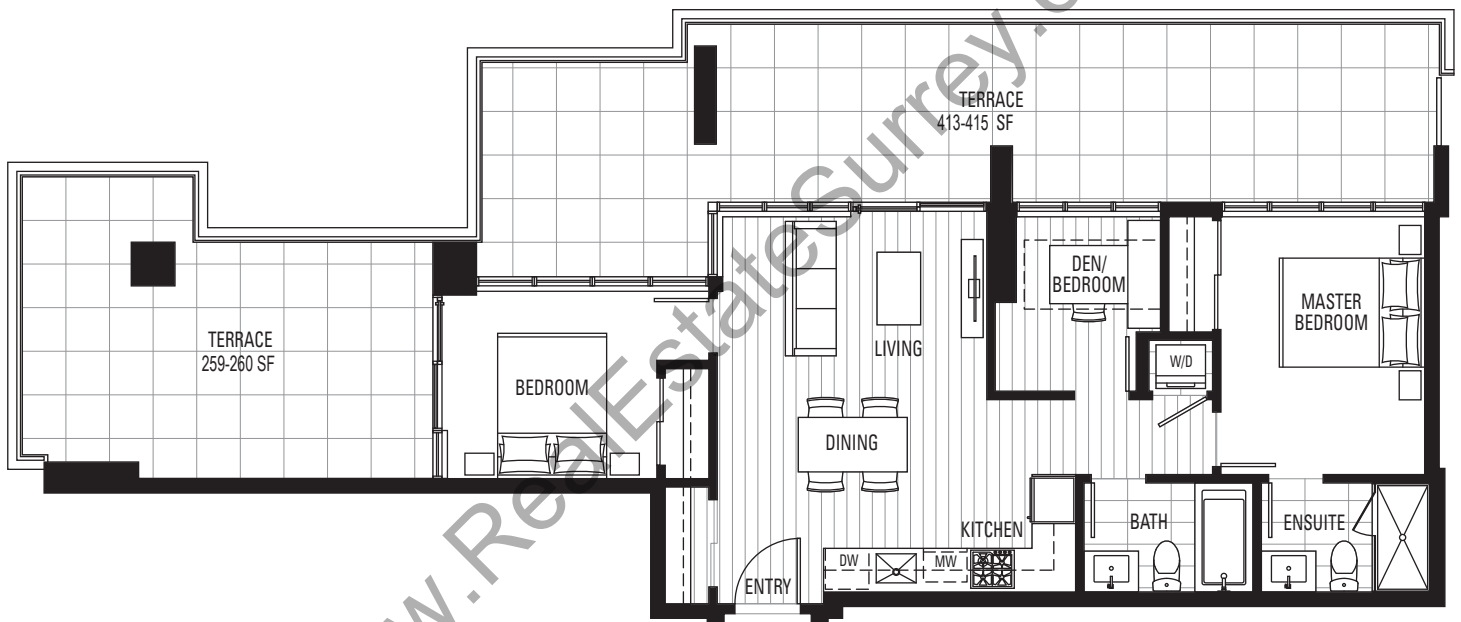 TERRACE
413-415 SF
TERRACE
259-260 SF
BEDROOM
LIVING
DEN/
BEDROOM
MASTER
BEDROOM
W/D
DINING
KITCHEN
BATH
ENSUITE
DW
MW
ENTRY
w.RealEstateSurrey.c